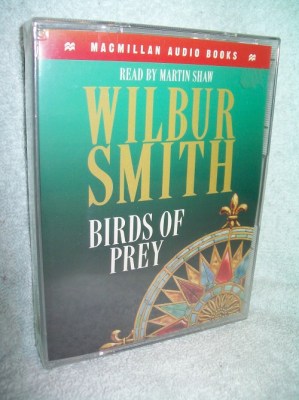 MACMILLAN AUDIO BOOKS
READ BY MARTIN SHAW
WILBUR
SMITH
BIRDS OF
PREY